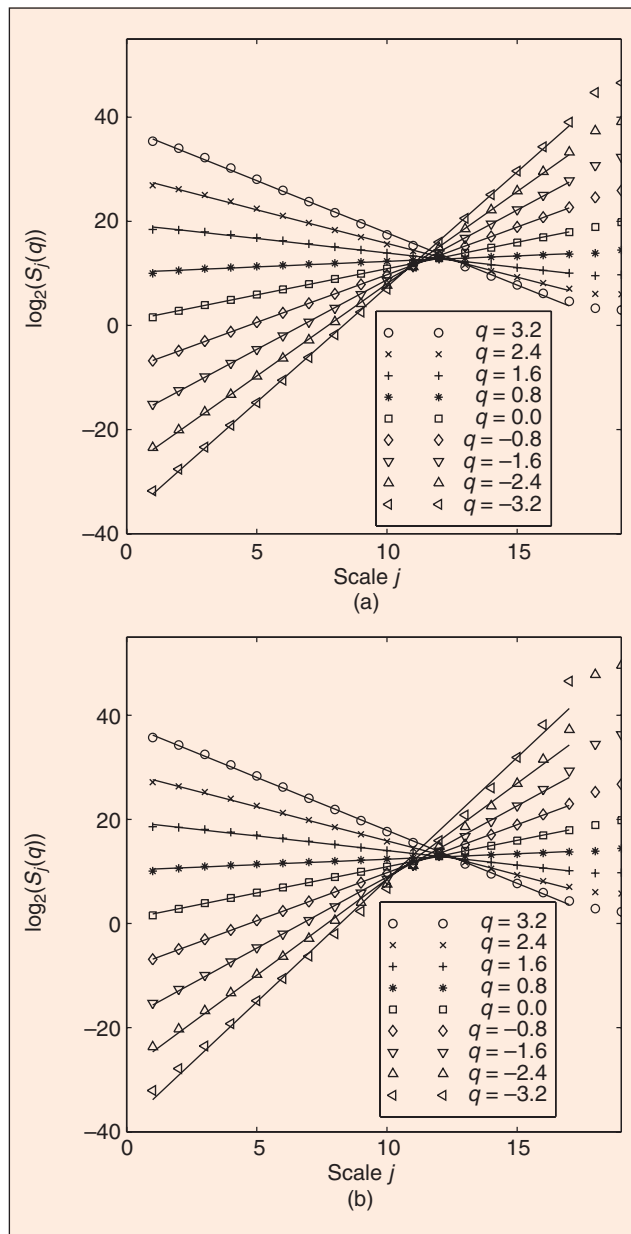 40
20
0
−20
−40
log2(Sj(q))
0 5 10 15
Scale j
(a)
q = 3.2
q = 2.4
q = 1.6
q = 0.8
q = 0.0
q = −0.8
q = −1.6
q = −2.4
q = −3.2
40
20
0
−20
−40
log2(Sj(q))
0 5 10 15
Scale j
(b)
q = 3.2
q = 2.4
q = 1.6
q = 0.8
q = 0.0
q = −0.8
q = −1.6
q = −2.4
q = −3.2